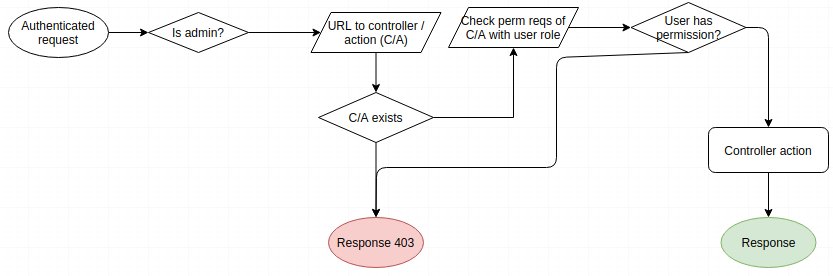 Authenticated
request
Is admin?
URL to controller /
action (C/A)
Check perm reqs of
C/A with user role
User has
permission?
C/A exists
Controller action
Response 403
Response